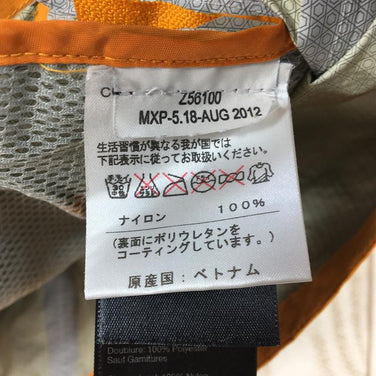 Z56100
MXP-5.18-AUG 2012
生活習慣が異なる我が国では
下記表示に従ってお取扱いください。
ナイロン 100%
(裏面にポリウレタンを
コーティングしています)
原産国:ベトナム
Doublure: 100% Polyester
Sauf Garnitures